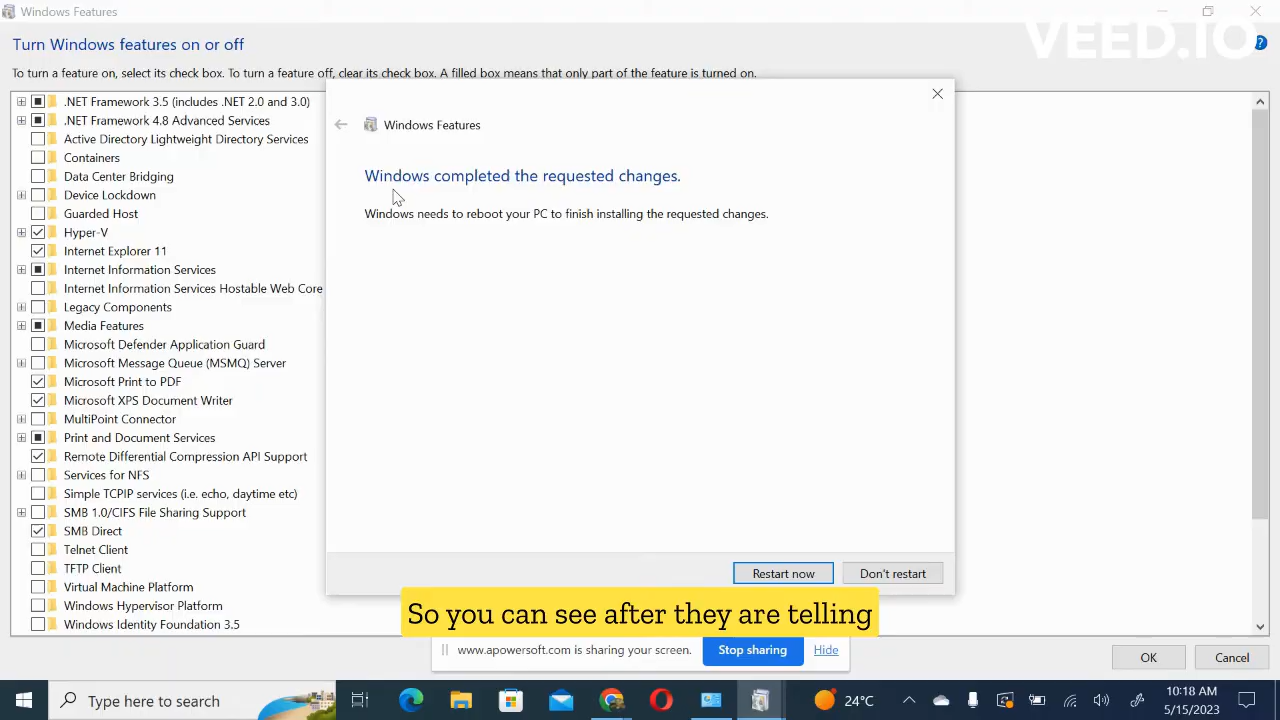 Windows Features
VEED.IO
Turn Windows features on or off
To turn a feature on, select its check box. To turn a feature off, clear its check box. A filled box means that only part of the feature is turned on.
.NET Framework 3.5 (includes .NET 2.0 and 3.0)
.NET Framework 4.8 Advanced Services
Active Directory Lightweight Directory Services
Containers
Data Center Bridging
Device Lockdown
Guarded Host
Hyper-V
Internet Explorer 11
Internet Information Services
Internet Information Services Hostable Web Core
Legacy Components
Media Features
Microsoft Defender Application Guard
Microsoft Message Queue (MSMQ) Server
Microsoft Print to PDF
Microsoft XPS Document Writer
MultiPoint Connector
Print and Document Services
Remote Differential Compression API Support
Services for NFS
Simple TCPIP services (i.e. echo, daytime etc)
SMB 1.0/CIFS File Sharing Support
SMB Direct
Telnet Client
TFTP Client
Virtual Machine Platform
Windows Hypervisor Platform
Windows Identity Foundation 3.5
Windows Features
Windows completed the requested changes.
Windows needs to reboot your PC to finish installing the requested changes.
Restart now
Don't restart
So you can see after they are telling
www.apowersoft.com is sharing your screen.
Stop sharing
Hide
OK
Cancel
Type here to search
24°C
10:18 AM
5/15/2023